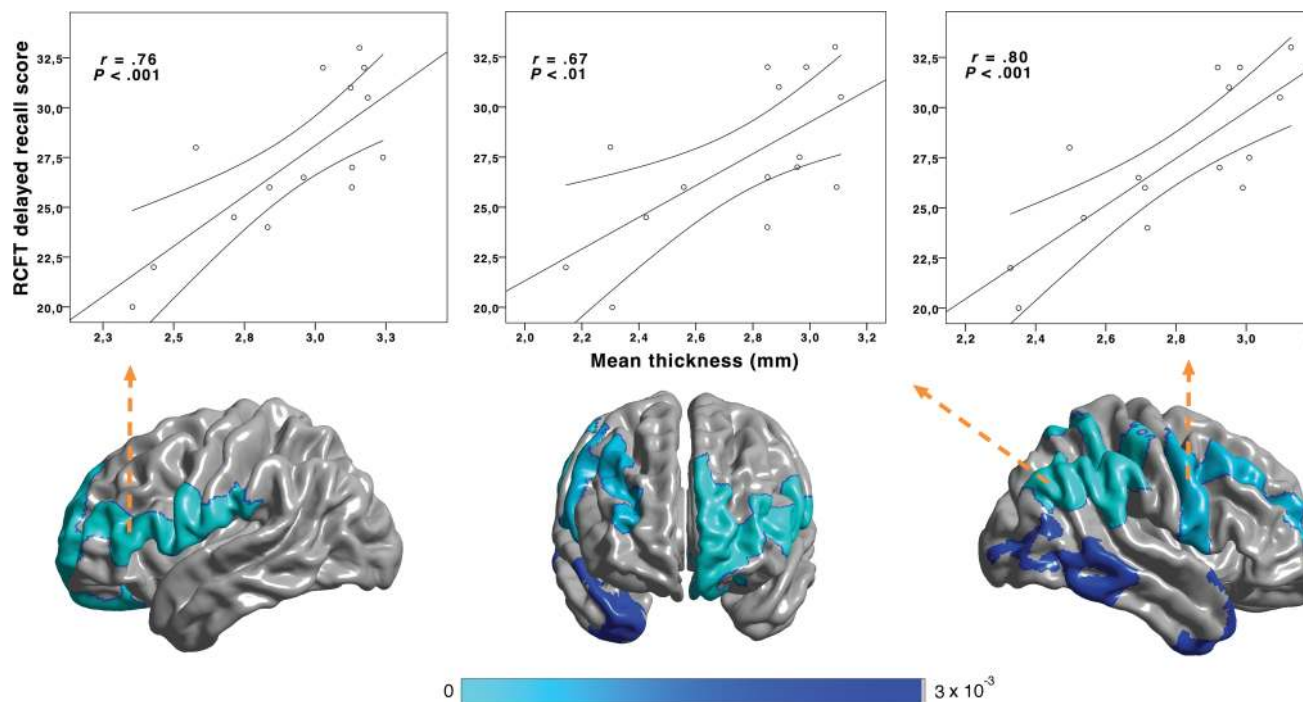 r = .76
P < .001
r = .67
P < .01
r = .80
P < .001
RCFT delayed recall score
32,5
30,0
27,5
25,0
22,5
20,0
32,5
30,0
27,5
25,0
22,5
20,0
32,5
30,0
27,5
25,0
22,5
20,0
2,3 2,5 2,8 3,0 3,3
2,0 2,2 2,4 2,6 2,8 3,0 3,2
2,2 2,4 2,6 2,8 3,0
Mean thickness (mm)
0 3 x 10-3